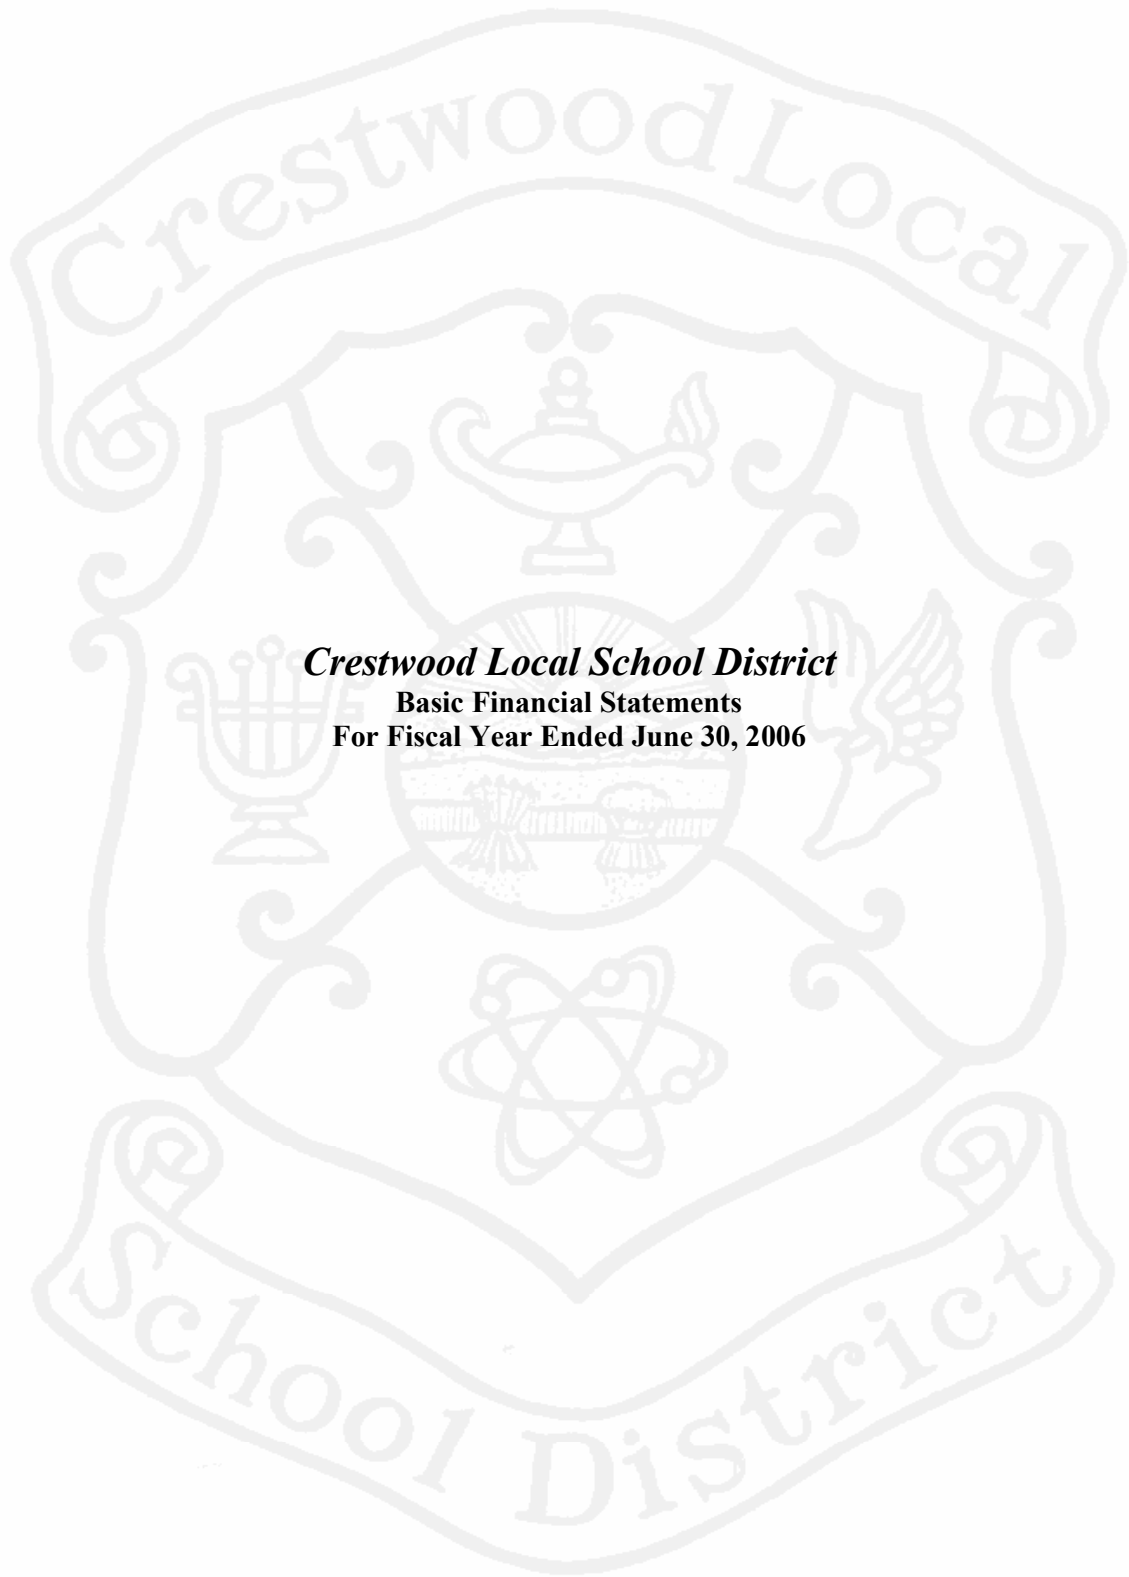 Crestwood Local
Crestwood Local School District
Basic Financial Statements
For Fiscal Year Ended June 30, 2006
School District